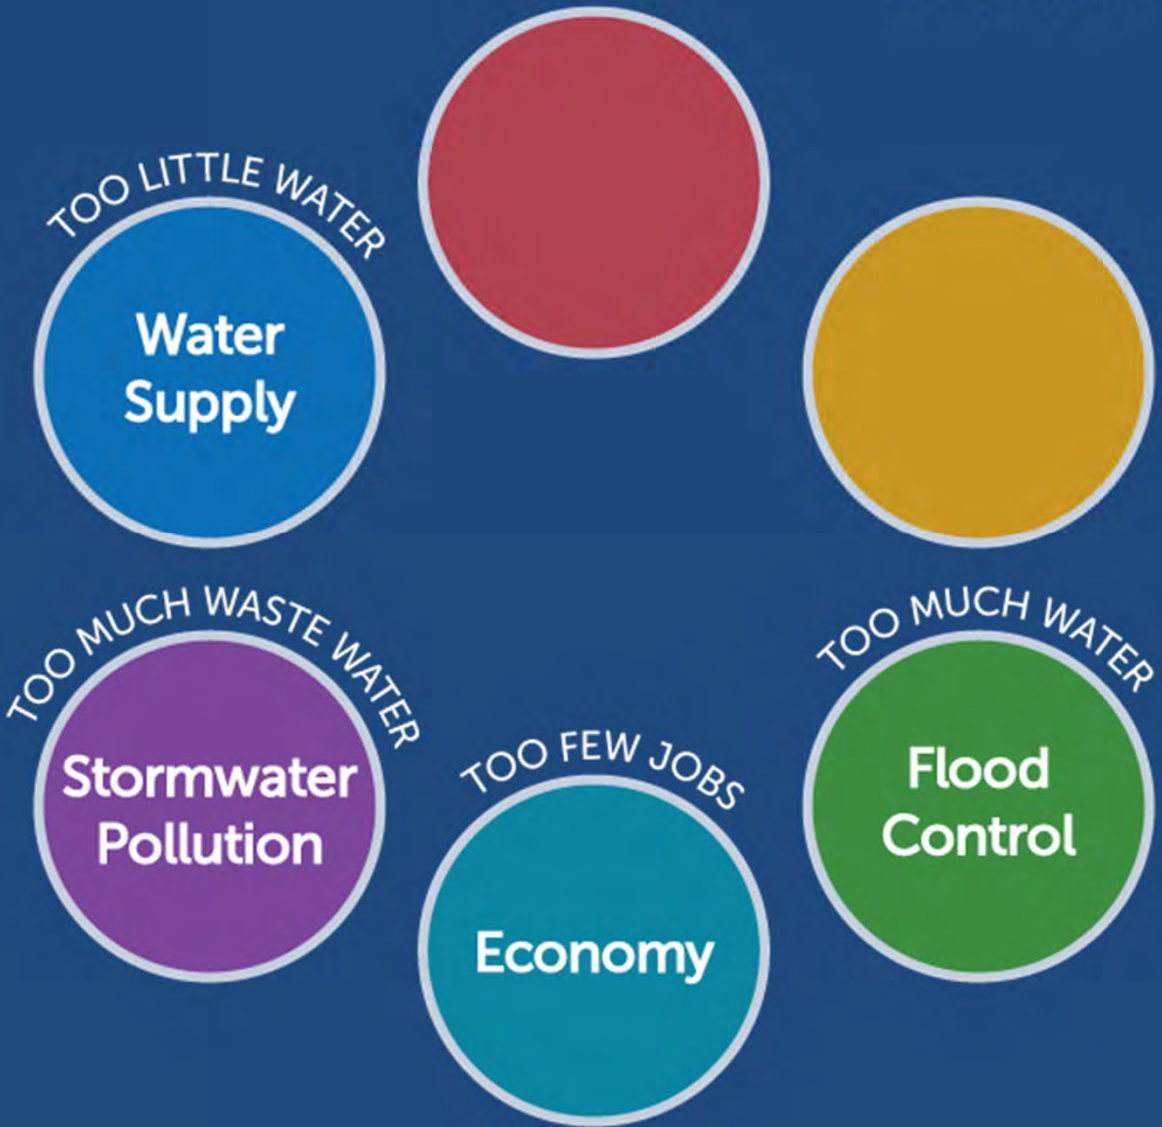 TOO LITTLE WATER
Water
Supply
TOO MUCH WASTE WATER
Stormwater
Pollution
TOO FEW JOBS
Economy
TOO MUCH WATER
Flood
Control